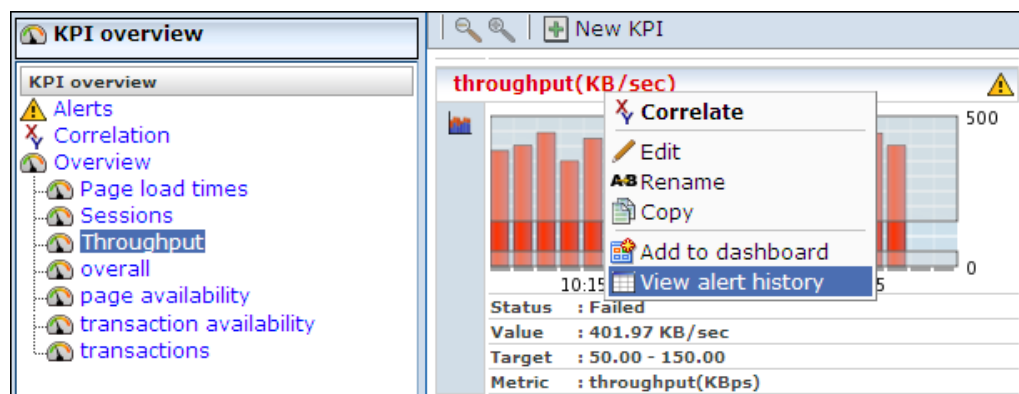 KPI overview
New KPI
KPI overview
Alerts
Correlation
Overview
Page load times
Sessions
Throughput
overall
page availability
transaction availability
transactions
throughput(KB/sec)
500
0
10:15
5
Correlate
Edit
A‑B Rename
Copy
Add to dashboard
View alert history
Status : Failed
Value : 401.97 KB/sec
Target : 50.00 - 150.00
Metric : throughput(KBps)